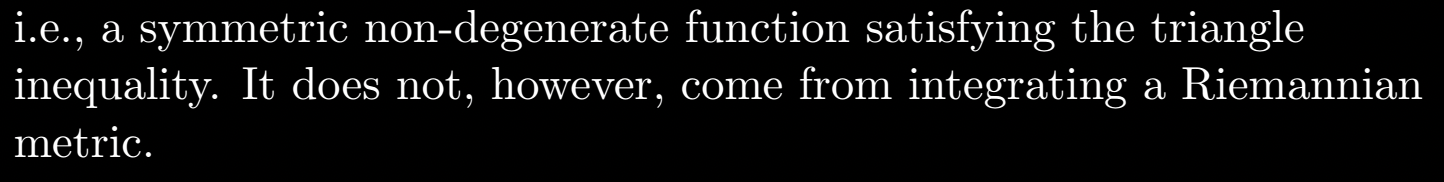 i.e., a symmetric non-degenerate function satisfying the triangle
inequality. It does not, however, come from integrating a Riemannian
metric.